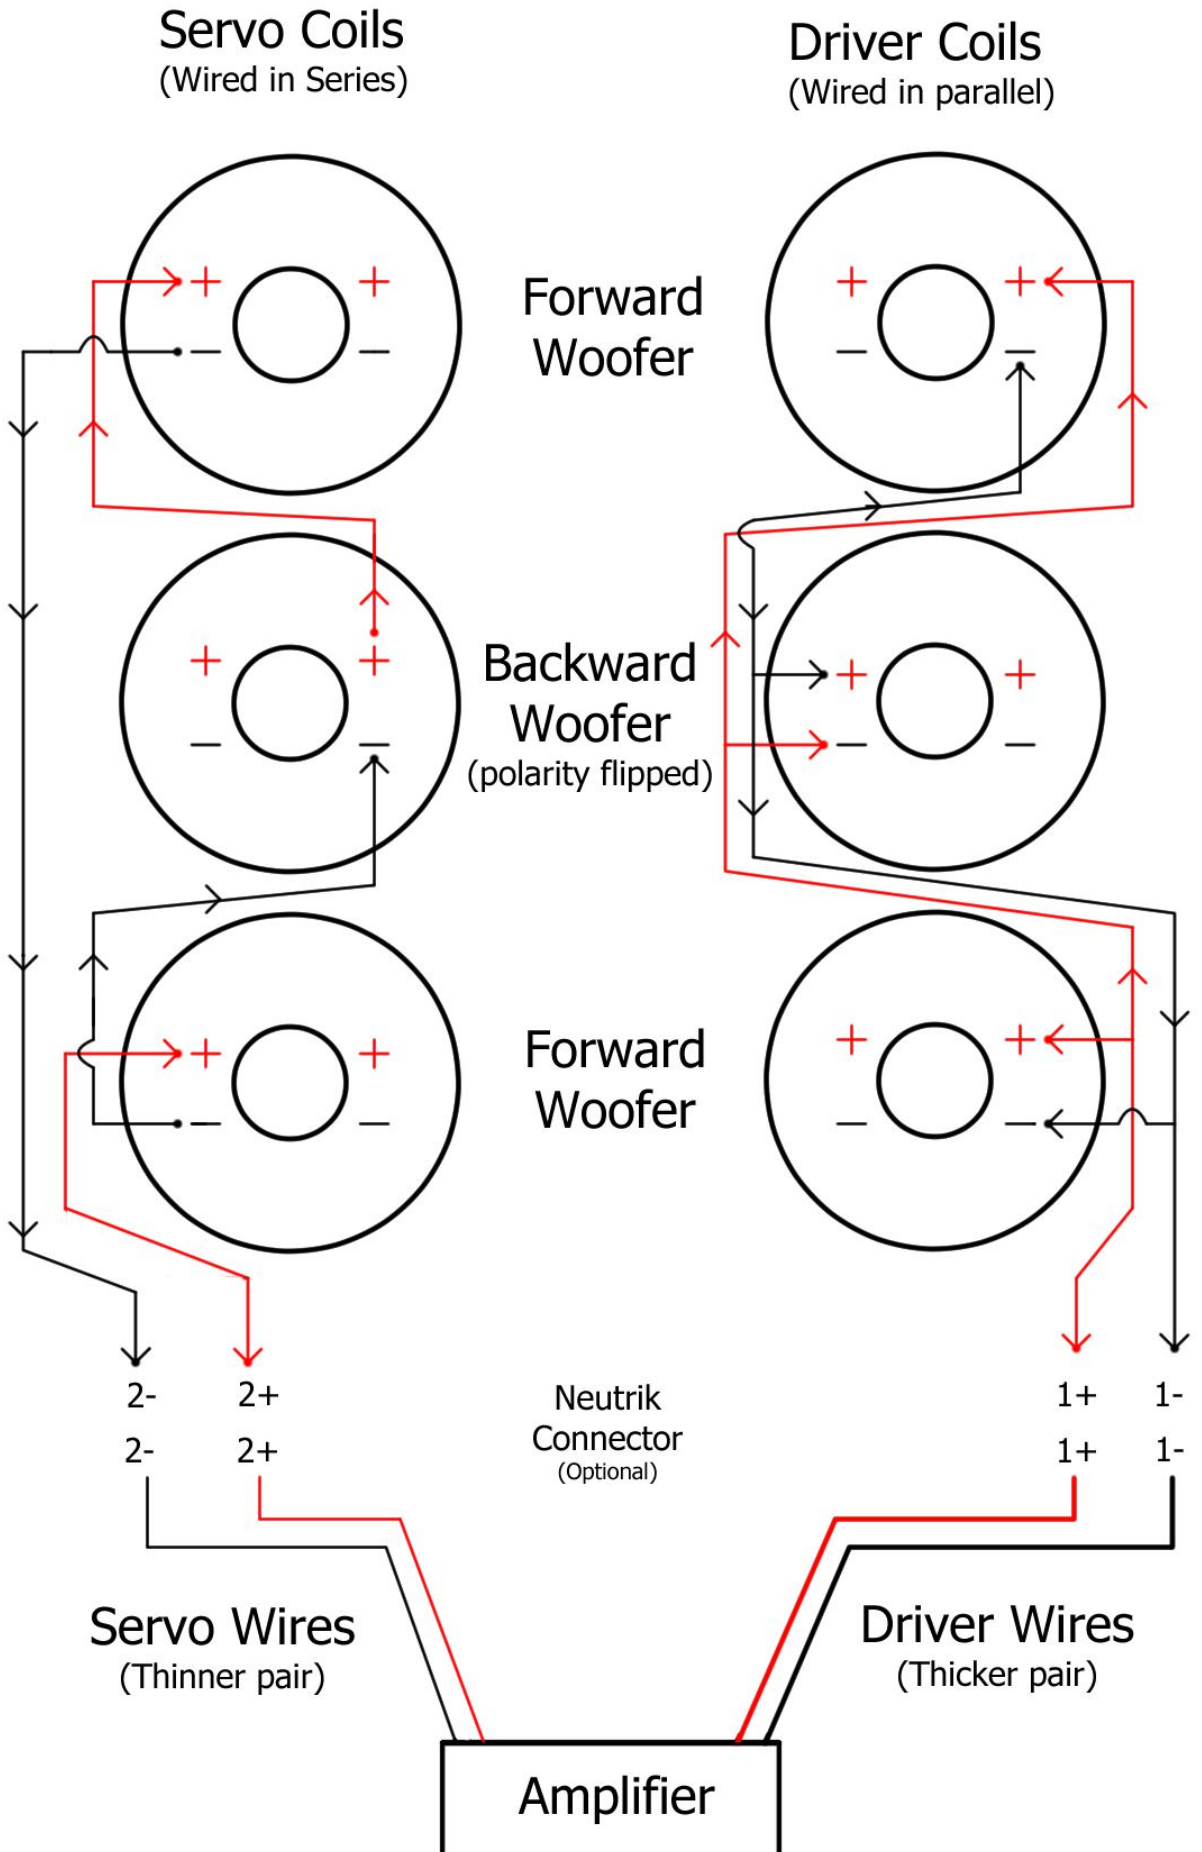 Servo Coils
(Wired in Series)
Driver Coils
(Wired in parallel)
+ + + +
Forward
Woofer
- - - -
+ + + +
Backward
Woofer
(polarity flipped)
- - - -
+ + + +
Forward
Woofer
- - - -
2- 2+
2- 2+
Neutrik
Connector
(Optional)
1+ 1-
1+ 1-
Servo Wires
(Thinner pair)
Driver Wires
(Thicker pair)
Amplifier